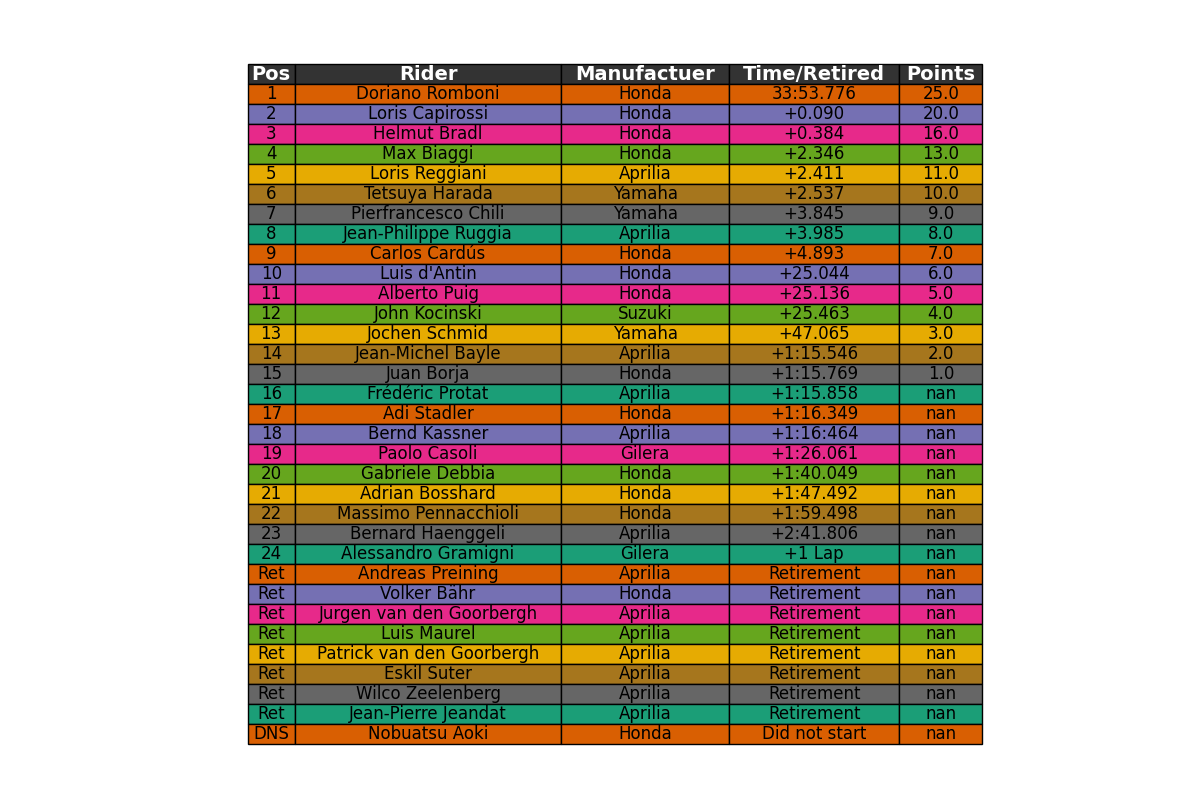 Pos Rider Manufactuer Time/Retired Points
1 Doriano Romboni Honda 33:53.776 25.0
2 Loris Capirossi Honda +0.090 20.0
3 Helmut Bradl Honda +0.384 16.0
4 Max Biaggi Honda +2.346 13.0
5 Loris Reggiani Aprilia +2.411 11.0
6 Tetsuya Harada Yamaha +2.537 10.0
7 Pierfrancesco Chili Yamaha +3.845 9.0
8 Jean-Philippe Ruggia Aprilia +3.985 8.0
9 Carlos Cardús Honda +4.893 7.0
10 Luis d'Antin Honda +25.044 6.0
11 Alberto Puig Honda +25.136 5.0
12 John Kocinski Suzuki +25.463 4.0
13 Jochen Schmid Yamaha +47.065 3.0
14 Jean-Michel Bayle Aprilia +1:15.546 2.0
15 Juan Borja Honda +1:15.769 1.0
16 Frédéric Protat Aprilia +1:15.858 nan
17 Adi Stadler Honda +1:16.349 nan
18 Bernd Kassner Aprilia +1:16:464 nan
19 Paolo Casoli Gilera +1:26.061 nan
20 Gabriele Debbia Honda +1:40.049 nan
21 Adrian Bosshard Honda +1:47.492 nan
22 Massimo Pennacchioli Honda +1:59.498 nan
23 Bernard Haenggeli Aprilia +2:41.806 nan
24 Alessandro Gramigni Gilera +1 Lap nan
Ret Andreas Preining Aprilia Retirement nan
Ret Volker Bähr Honda Retirement nan
Ret Jurgen van den Goorbergh Aprilia Retirement nan
Ret Luis Maurel Aprilia Retirement nan
Ret Patrick van den Goorbergh Aprilia Retirement nan
Ret Eskil Suter Aprilia Retirement nan
Ret Wilco Zeelenberg Aprilia Retirement nan
Ret Jean-Pierre Jeandat Aprilia Retirement nan
DNS Nobuatsu Aoki Honda Did not start nan